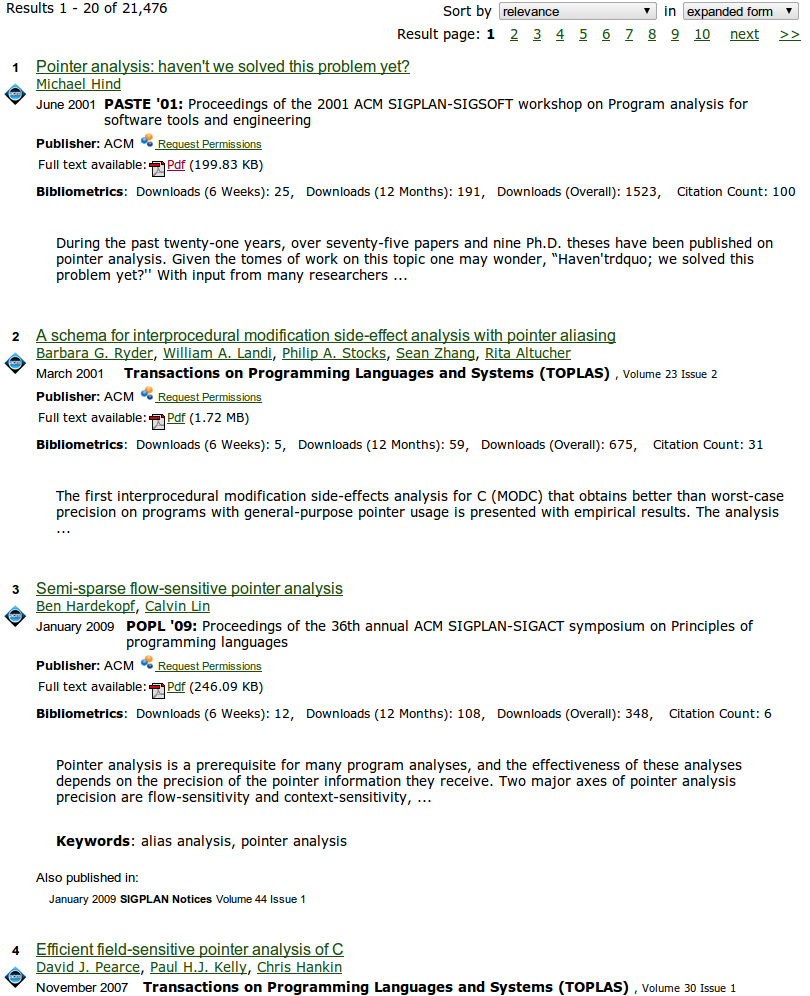 Results 1 - 20 of 21,476
Sort by relevance in expanded form
Result page: 1 2 3 4 5 6 7 8 9 10 next >>
1 Pointer analysis: haven't we solved this problem yet?
Michael Hind
June 2001 PASTE '01: Proceedings of the 2001 ACM SIGPLAN-SIGSOFT workshop on Program analysis for
software tools and engineering
Publisher: ACM Request Permissions
Full text available: Pdf (199.83 KB)
Bibliometrics: Downloads (6 Weeks): 25, Downloads (12 Months): 191, Downloads (Overall): 1523, Citation Count: 100
During the past twenty-one years, over seventy-five papers and nine Ph.D. theses have been published on
pointer analysis. Given the tomes of work on this topic one may wonder, “Haven'trdquo; we solved this
problem yet?'' With input from many researchers ...
2 A schema for interprocedural modification side-effect analysis with pointer aliasing
Barbara G. Ryder, William A. Landi, Philip A. Stocks, Sean Zhang, Rita Altucher
March 2001 Transactions on Programming Languages and Systems (TOPLAS) , Volume 23 Issue 2
Publisher: ACM Request Permissions
Full text available: Pdf (1.72 MB)
Bibliometrics: Downloads (6 Weeks): 5, Downloads (12 Months): 59, Downloads (Overall): 675, Citation Count: 31
The first interprocedural modification side-effects analysis for C (MODC) that obtains better than worst-case
precision on programs with general-purpose pointer usage is presented with empirical results. The analysis
...
3 Semi-sparse flow-sensitive pointer analysis
Ben Hardekopf, Calvin Lin
January 2009 POPL '09: Proceedings of the 36th annual ACM SIGPLAN-SIGACT symposium on Principles of
programming languages
Publisher: ACM Request Permissions
Full text available: Pdf (246.09 KB)
Bibliometrics: Downloads (6 Weeks): 12, Downloads (12 Months): 108, Downloads (Overall): 348, Citation Count: 6
Pointer analysis is a prerequisite for many program analyses, and the effectiveness of these analyses
depends on the precision of the pointer information they receive. Two major axes of pointer analysis
precision are flow-sensitivity and context-sensitivity, ...
Keywords: alias analysis, pointer analysis
Also published in:
January 2009 SIGPLAN Notices Volume 44 Issue 1
4 Efficient field-sensitive pointer analysis of C
David J. Pearce, Paul H.J. Kelly, Chris Hankin
November 2007 Transactions on Programming Languages and Systems (TOPLAS) , Volume 30 Issue 1